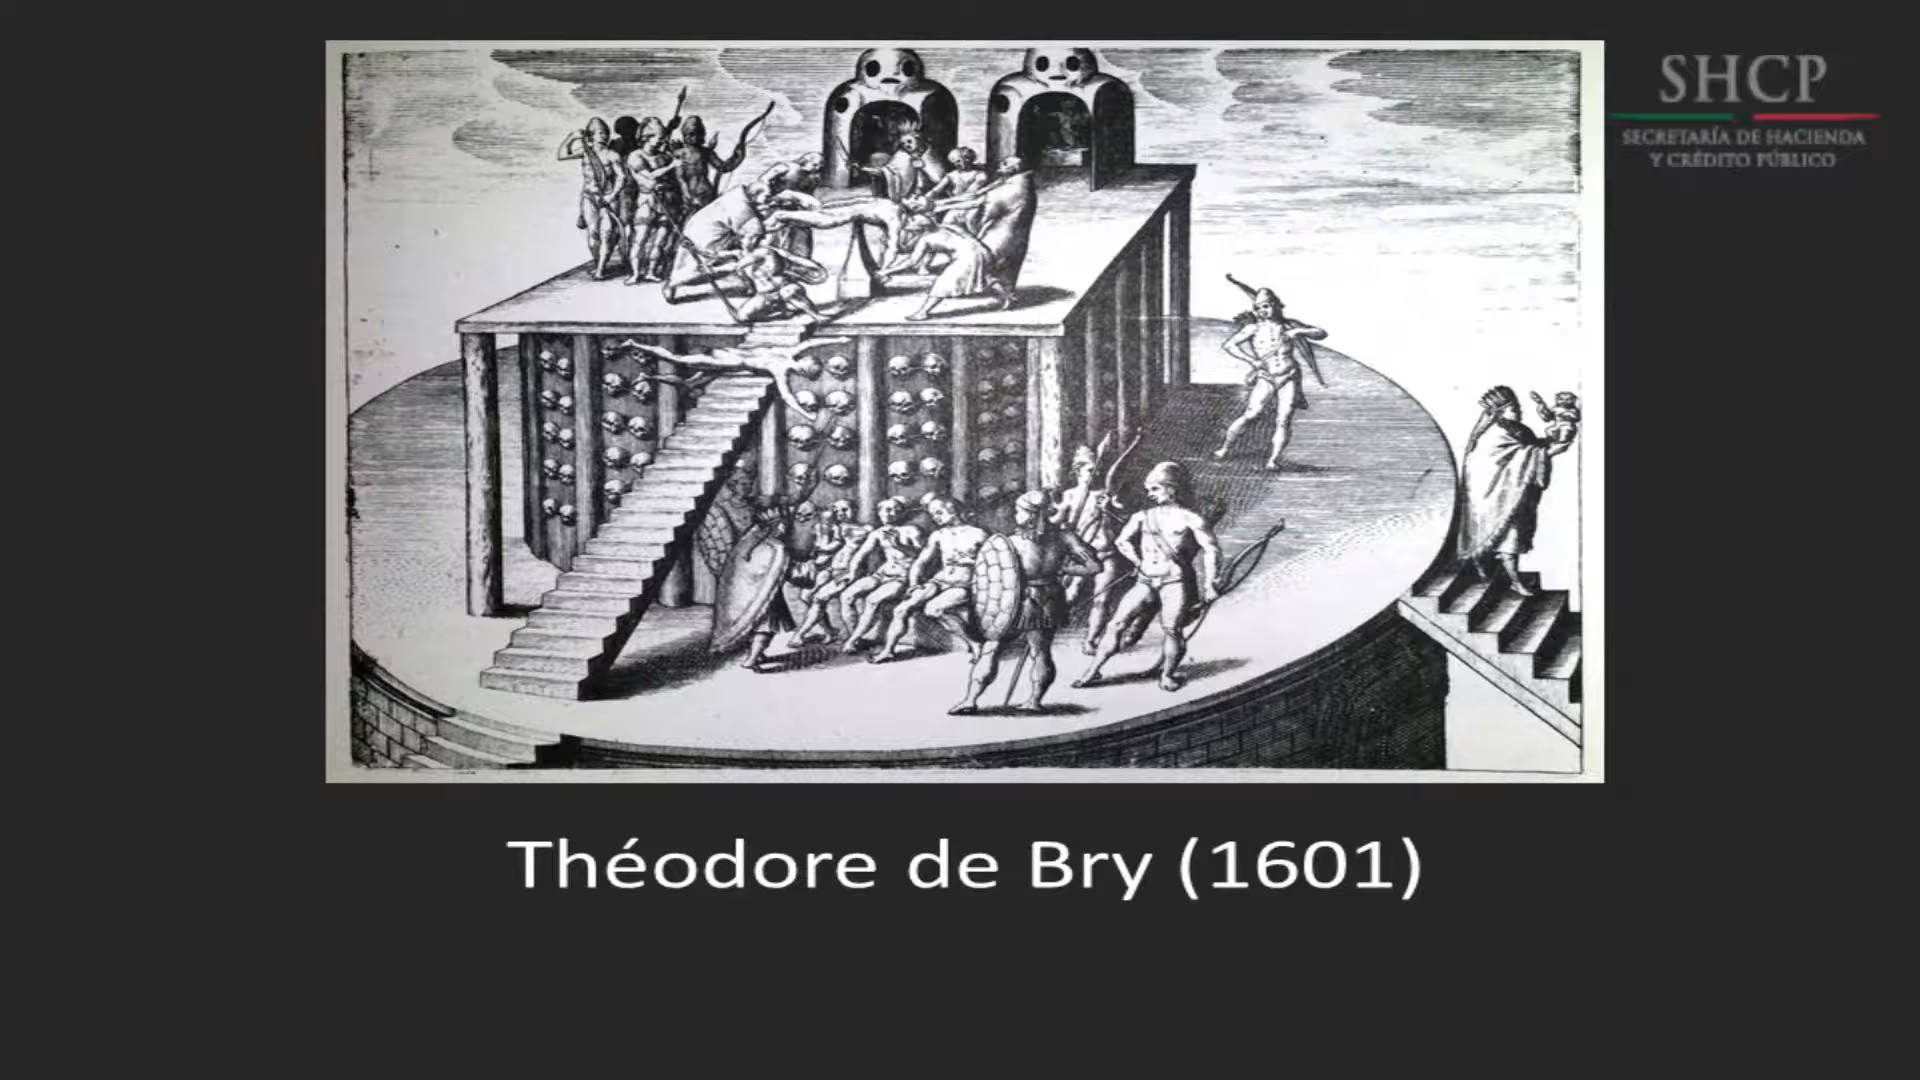 SHCP
SECRETARÍA DE HACIENDA
Y CRÉDITO PÚBLICO
Théodore de Bry (1601)